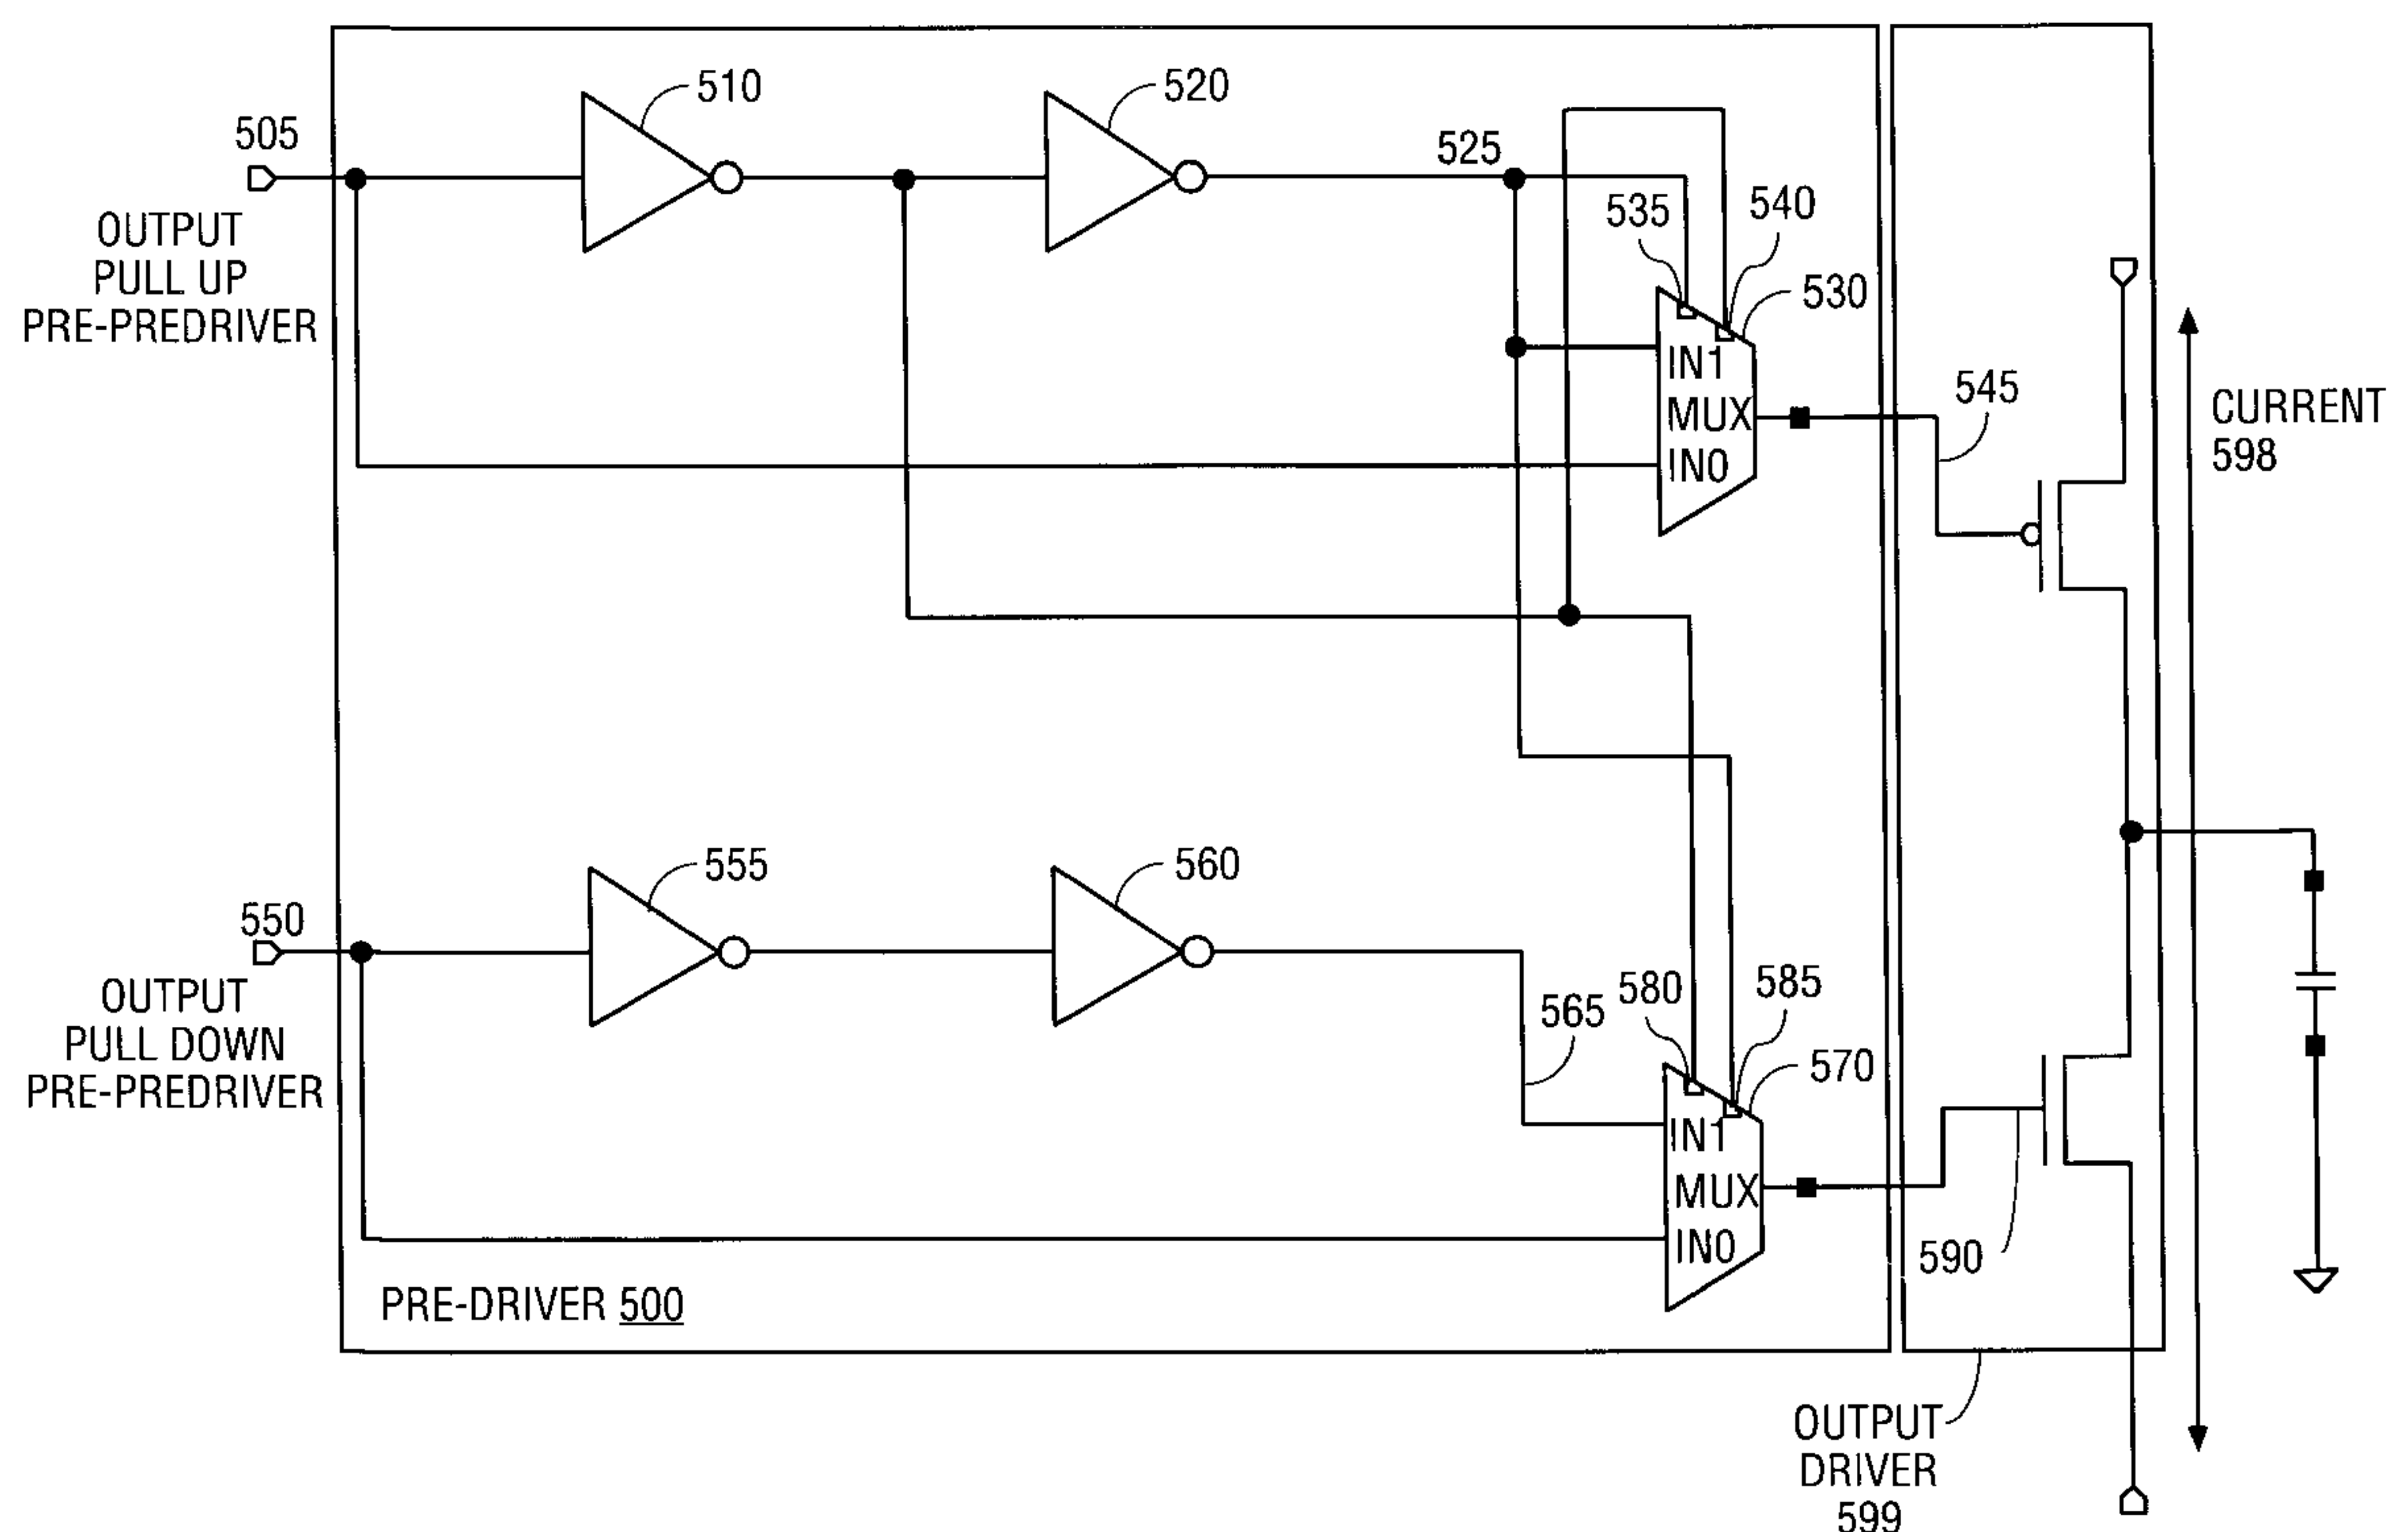 510
520
505
525
535
540
530
OUTPUT
PULL UP
PRE-PREDRIVER
IN1
MUX
IN0
545
CURRENT
598
555
560
550
OUTPUT
PULL DOWN
PRE-PREDRIVER
565
580
585
570
IN1
MUX
IN0
590
PRE-DRIVER 500
OUTPUT
DRIVER
599